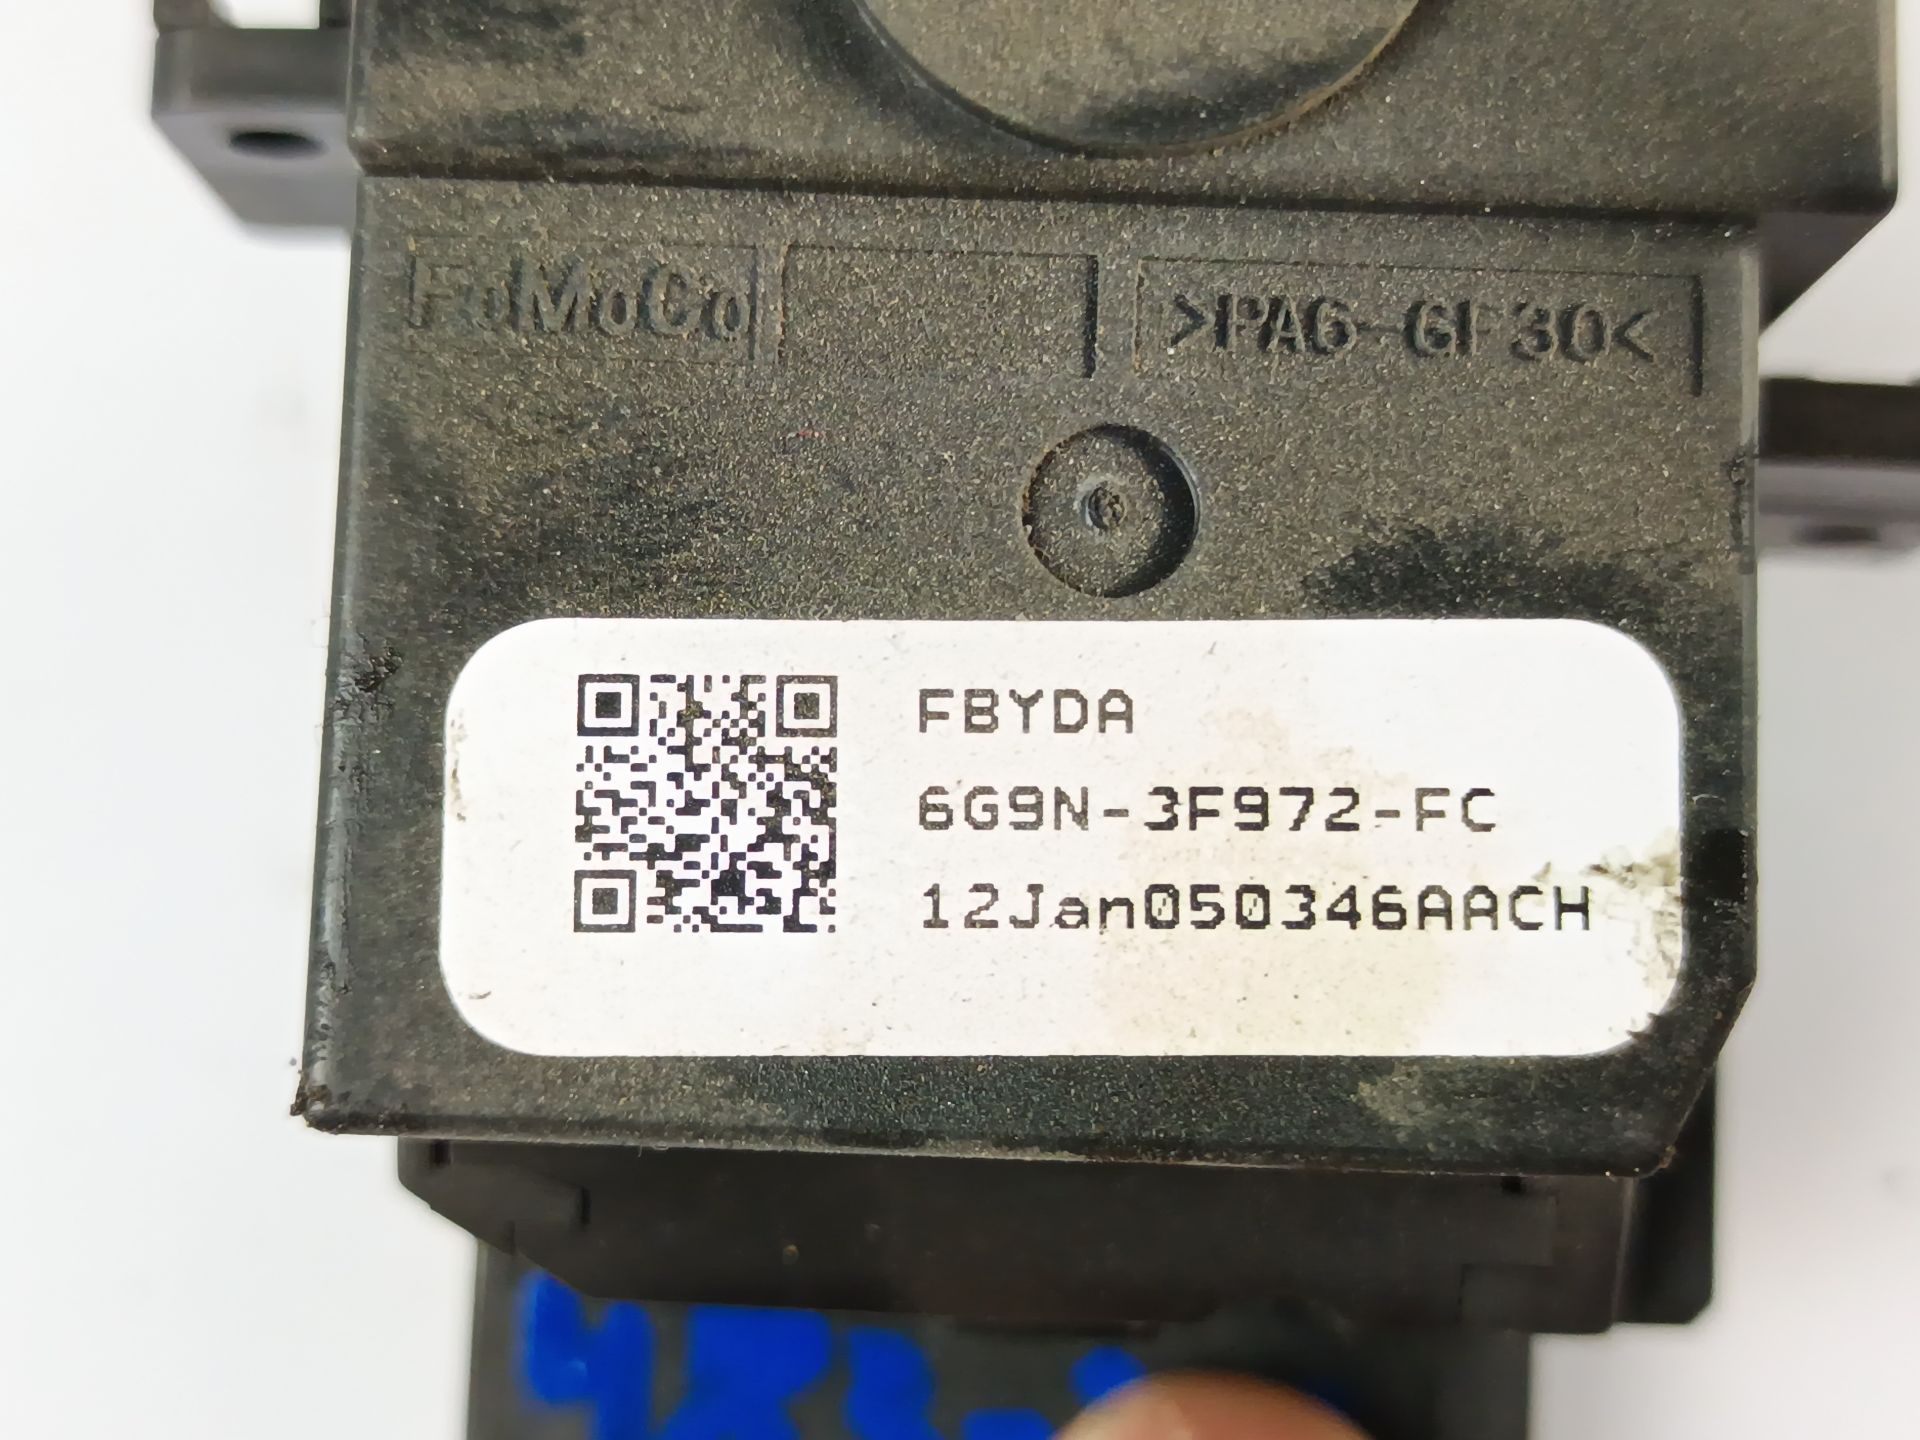 FoMoCo
>PA6-GF30<
FBYDA
6G9N-3F972-FC
12Jan050346AACH